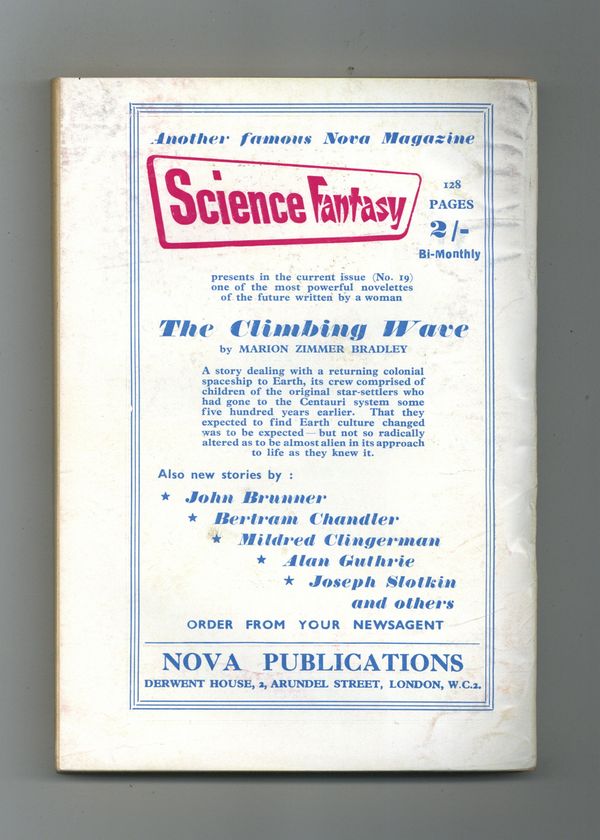 Another famous Nova Magazine
Science Fantasy
128
PAGES
2/-
Bi-Monthly
presents in the current issue (No. 19)
one of the most powerful novelettes
of the future written by a woman
The Climbing Wave
by MARION ZIMMER BRADLEY
A story dealing with a returning colonial
spaceship to Earth, its crew comprised of
children of the original star-settlers who
had gone to the Centauri system some
five hundred years earlier. That they
expected to find Earth culture changed
was to be expected—but not so radically
altered as to be almost alien in its approach
to life as they knew it.
Also new stories by :
★ John Brunner
★ Bertram Chandler
★ Mildred Clingerman
★ Alan Guthrie
★ Joseph Slotkin
and others
ORDER FROM YOUR NEWSAGENT
NOVA PUBLICATIONS
DERWENT HOUSE, 2, ARUNDEL STREET, LONDON, W.C.2.